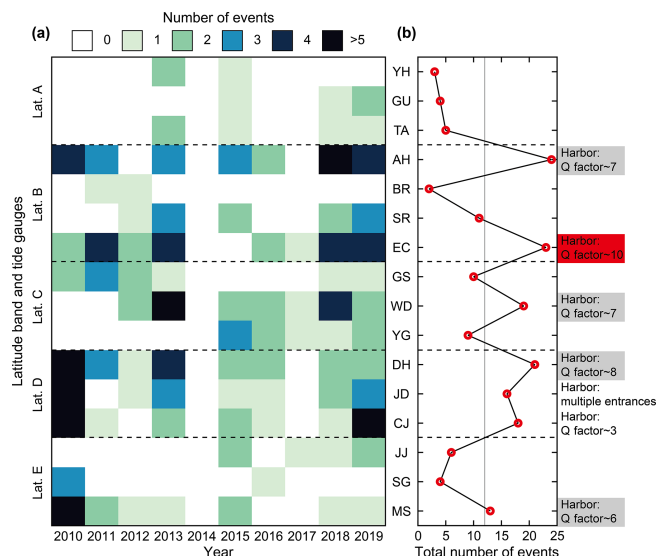 Number of events
(a)
0 1 2 3 4 >5
(b)
Latitude band and tide gauges
Lat. A
Lat. B
Lat. C
Lat. D
Lat. E
2010 2011 2012 2013 2014 2015 2016 2017 2018 2019
Year
YH
GU
TA
AH
BR
SR
EC
GS
WD
YG
DH
JD
CJ
JJ
SG
MS
Harbor:
Q factor~7
Harbor:
Q factor~10
Harbor:
Q factor~7
Harbor:
Q factor~8
Harbor:
multiple entrances
Harbor:
Q factor~3
Harbor:
Q factor~6
0 5 10 15 20 25
Total number of events